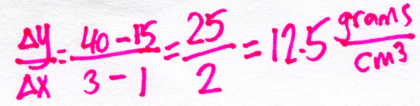 Δy/Δx = 40-15/3-1 = 25/2 = 12.5 grams/cm³